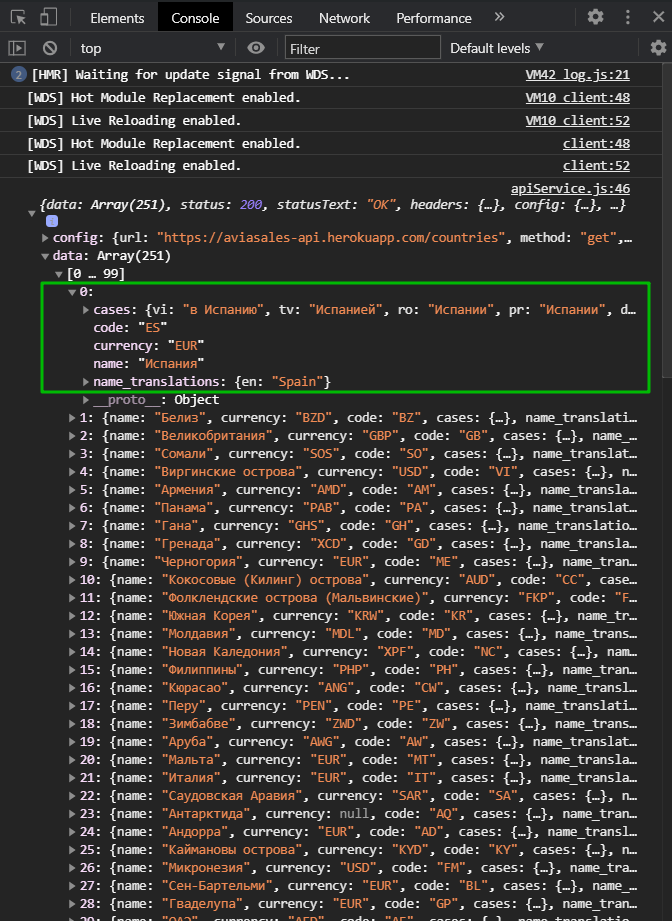 Elements Console Sources Network Performance »
top Filter Default levels
2 [HMR] Waiting for update signal from WDS... VM42 log.js:21
[WDS] Hot Module Replacement enabled. VM10 client:48
[WDS] Live Reloading enabled. VM10 client:52
[WDS] Hot Module Replacement enabled. client:48
[WDS] Live Reloading enabled. client:52
apiService.js:46
{data: Array(251), status: 200, statusText: "OK", headers: {…}, config: {…}, …}
i
config: {url: "https://aviasales-api.herokuapp.com/countries", method: "get",…
data: Array(251)
[0 … 99]
0:
cases: {vi: "в Испанию", tv: "Испанией", ro: "Испании", pr: "Испании", d…
code: "ES"
currency: "EUR"
name: "Испания"
name_translations: {en: "Spain"}
__proto__: Object
1: {name: "Белиз", currency: "BZD", code: "BZ", cases: {…}, name_translati…
2: {name: "Великобритания", currency: "GBP", code: "GB", cases: {…}, name_…
3: {name: "Сомали", currency: "SOS", code: "SO", cases: {…}, name_translat…
4: {name: "Виргинские острова", currency: "USD", code: "VI", cases: {…}, n…
5: {name: "Армения", currency: "AMD", code: "AM", cases: {…}, name_transla…
6: {name: "Панама", currency: "PAB", code: "PA", cases: {…}, name_translat…
7: {name: "Гана", currency: "GHS", code: "GH", cases: {…}, name_translatio…
8: {name: "Гренада", currency: "XCD", code: "GD", cases: {…}, name_transla…
9: {name: "Черногория", currency: "EUR", code: "ME", cases: {…}, name_tran…
10: {name: "Кокосовые (Килинг) острова", currency: "AUD", code: "CC", case…
11: {name: "Фолклендские острова (Мальвинские)", currency: "FKP", code: "F…
12: {name: "Южная Корея", currency: "KRW", code: "KR", cases: {…}, name_tr…
13: {name: "Молдавия", currency: "MDL", code: "MD", cases: {…}, name_trans…
14: {name: "Новая Каледония", currency: "XPF", code: "NC", cases: {…}, nam…
15: {name: "Филиппины", currency: "PHP", code: "PH", cases: {…}, name_tran…
16: {name: "Кюрасао", currency: "ANG", code: "CW", cases: {…}, name_transl…
17: {name: "Перу", currency: "PEN", code: "PE", cases: {…}, name_translati…
18: {name: "Зимбабве", currency: "ZWD", code: "ZW", cases: {…}, name_trans…
19: {name: "Аруба", currency: "AWG", code: "AW", cases: {…}, name_translat…
20: {name: "Мальта", currency: "EUR", code: "MT", cases: {…}, name_transla…
21: {name: "Италия", currency: "EUR", code: "IT", cases: {…}, name_transla…
22: {name: "Саудовская Аравия", currency: "SAR", code: "SA", cases: {…}, n…
23: {name: "Антарктида", currency: null, code: "AQ", cases: {…}, name_tran…
24: {name: "Андорра", currency: "EUR", code: "AD", cases: {…}, name_transl…
25: {name: "Каймановы острова", currency: "KYD", code: "KY", cases: {…}, n…
26: {name: "Микронезия", currency: "USD", code: "FM", cases: {…}, name_tra…
27: {name: "Сен-Бартельми", currency: "EUR", code: "BL", cases: {…}, name_…
28: {name: "Гваделупа", currency: "EUR", code: "GP", cases: {…}, name_tran…